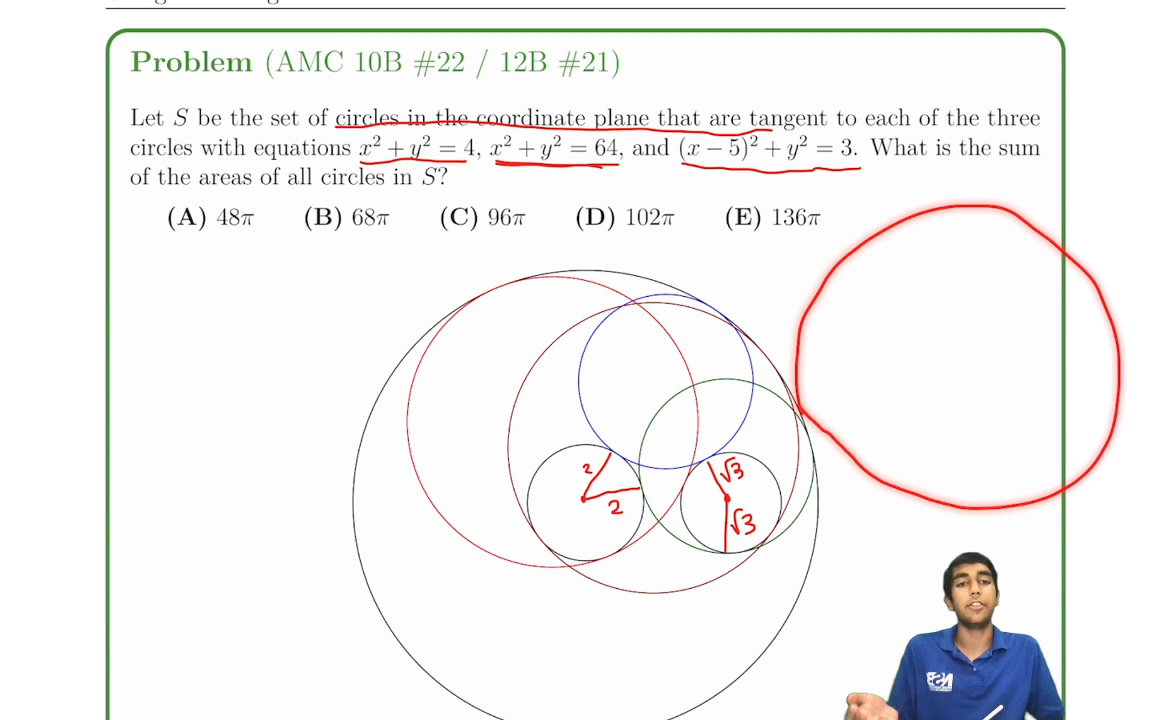 Problem (AMC 10B #22 / 12B #21)
Let S be the set of circles in the coordinate plane that are tangent to each of the three
circles with equations x² + y² = 4, x² + y² = 64, and (x − 5)² + y² = 3. What is the sum
of the areas of all circles in S?
(A) 48π (B) 68π (C) 96π (D) 102π (E) 136π
2
2
√3
√3